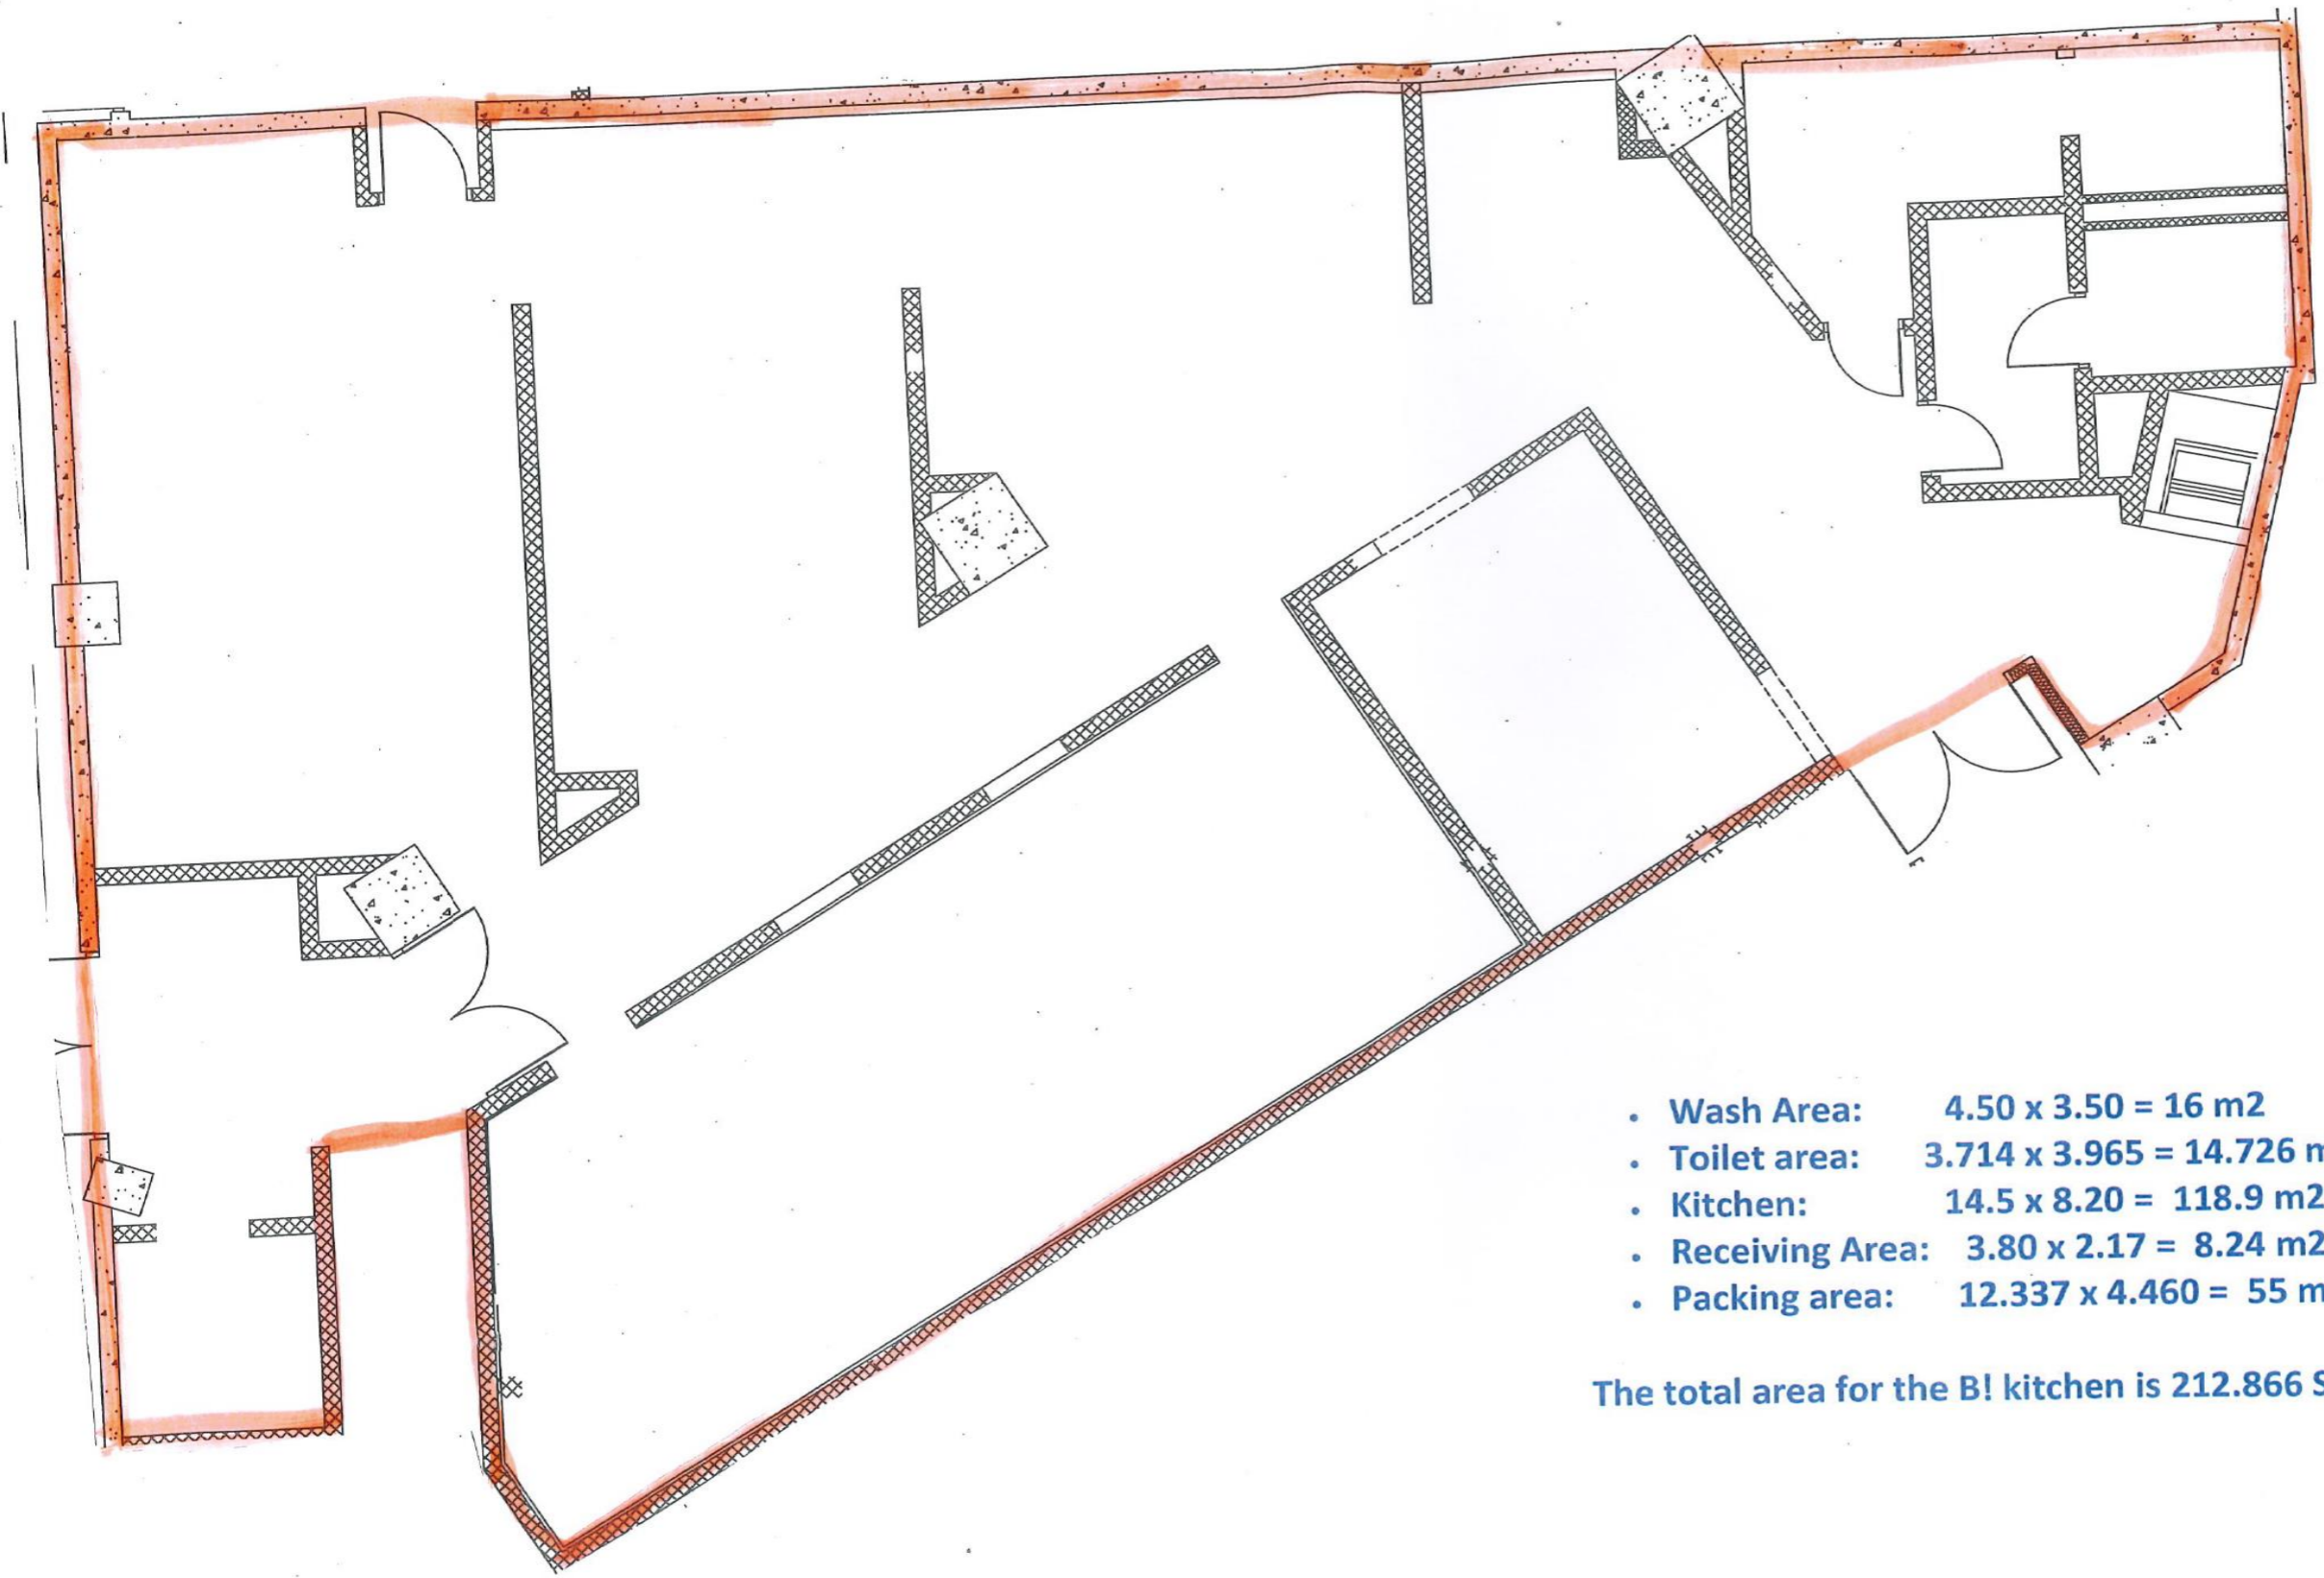 • Wash Area: 4.50 x 3.50 = 16 m2
• Toilet area: 3.714 x 3.965 = 14.726 m
• Kitchen: 14.5 x 8.20 = 118.9 m2
• Receiving Area: 3.80 x 2.17 = 8.24 m2
• Packing area: 12.337 x 4.460 = 55 m
The total area for the B! kitchen is 212.866 S